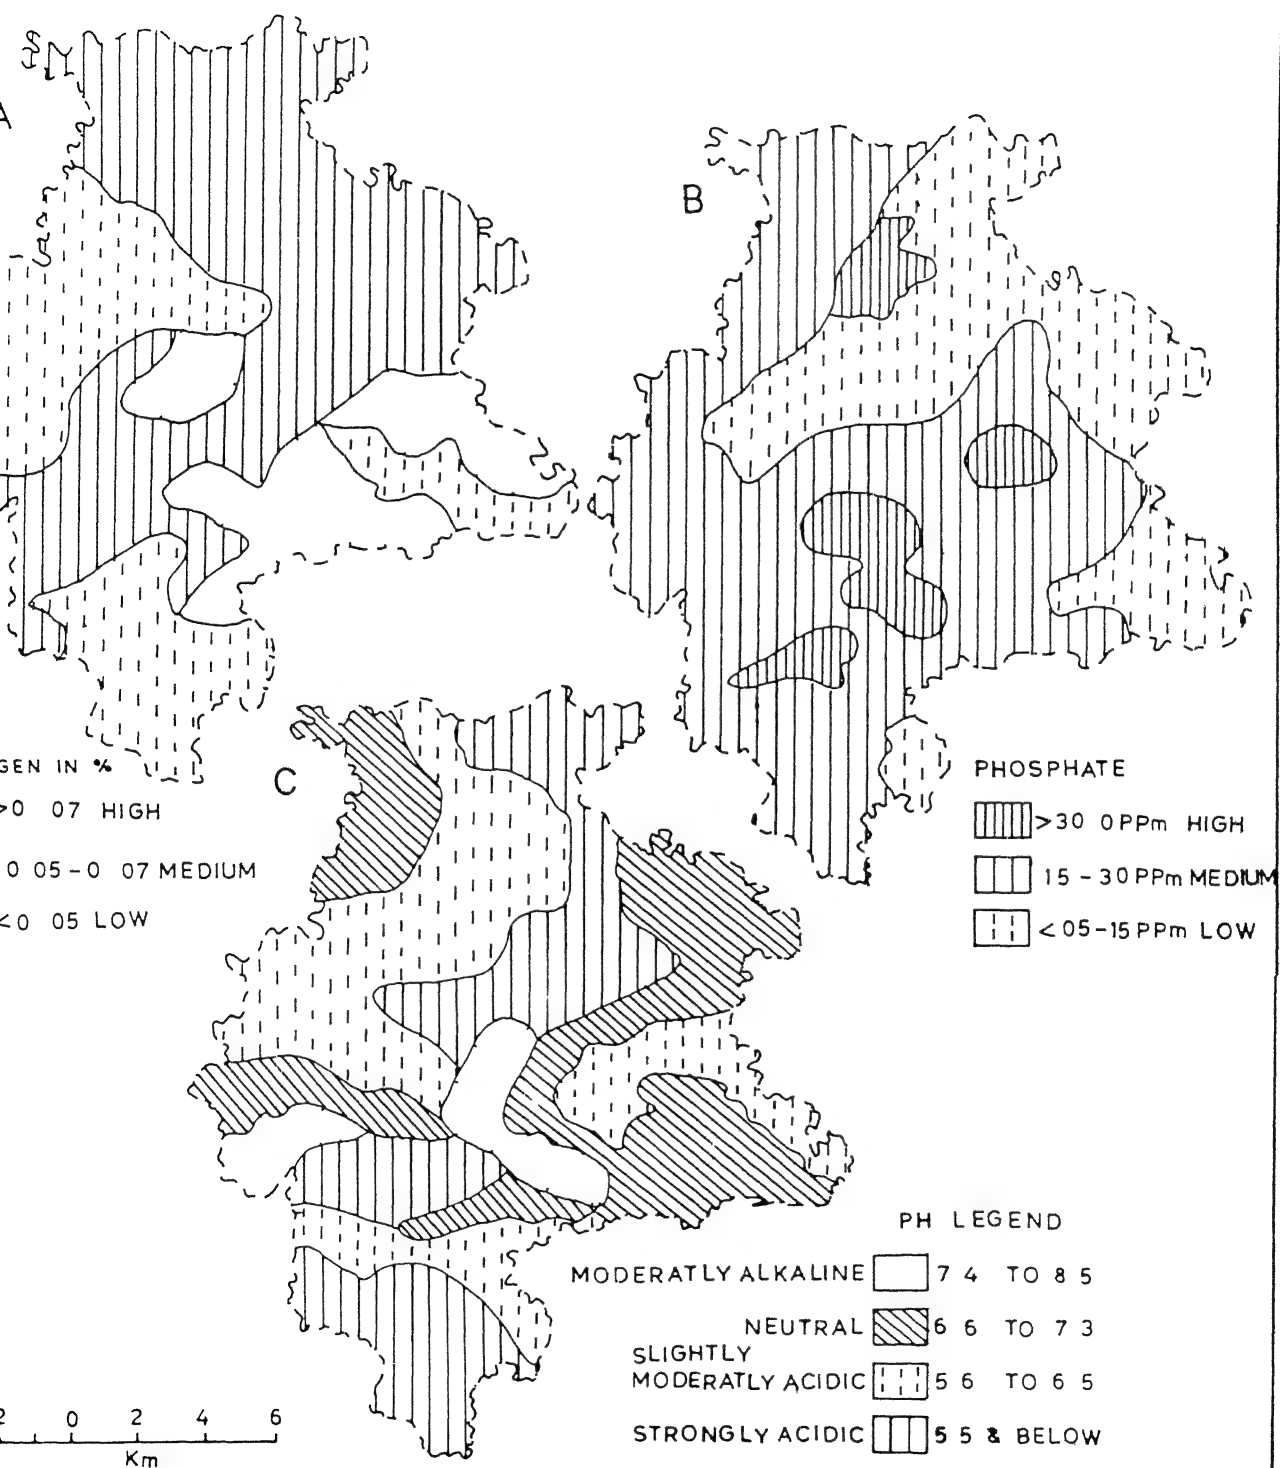 A
B
C
GEN IN %
>0 07 HIGH
0 05-0 07 MEDIUM
<0 05 LOW
PHOSPHATE
>30 0PPm HIGH
15-30PPm MEDIUM
<05-15PPm LOW
PH LEGEND
MODERATLY ALKALINE 7 4 TO 8 5
NEUTRAL 6 6 TO 7 3
SLIGHTLY
MODERATLY ACIDIC 5 6 TO 6 5
STRONGLY ACIDIC 5 5 & BELOW
2 0 2 4 6
Km